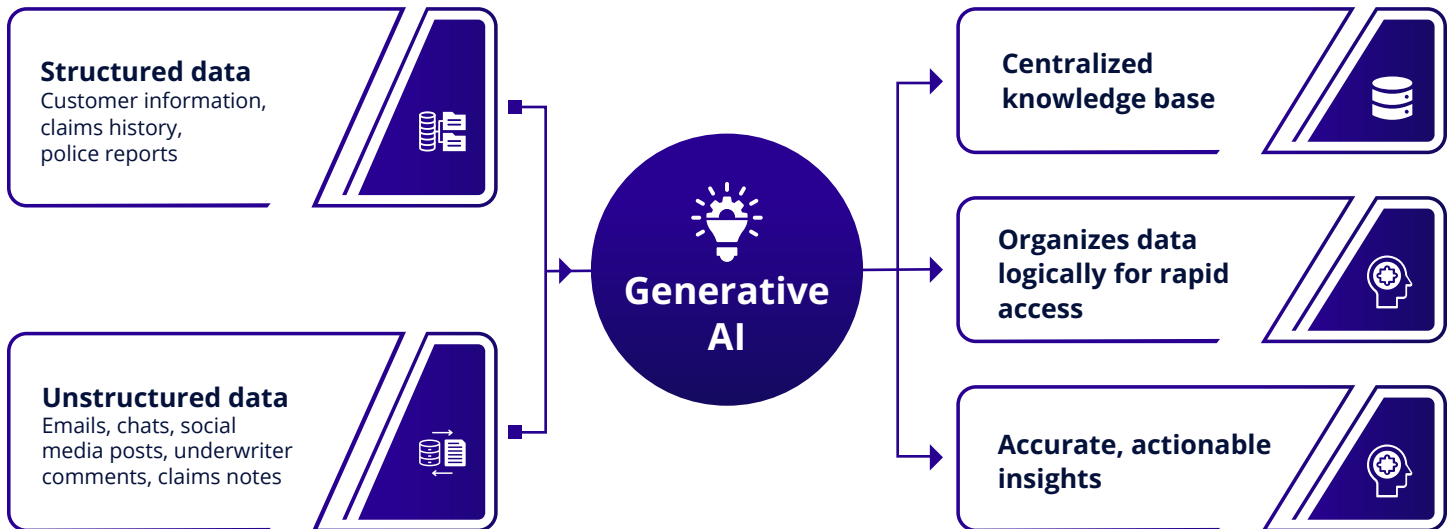 Structured data
Customer information,
claims history,
police reports
Unstructured data
Emails, chats, social
media posts, underwriter
comments, claims notes
Generative
AI
Centralized
knowledge base
Organizes data
logically for rapid
access
Accurate, actionable
insights